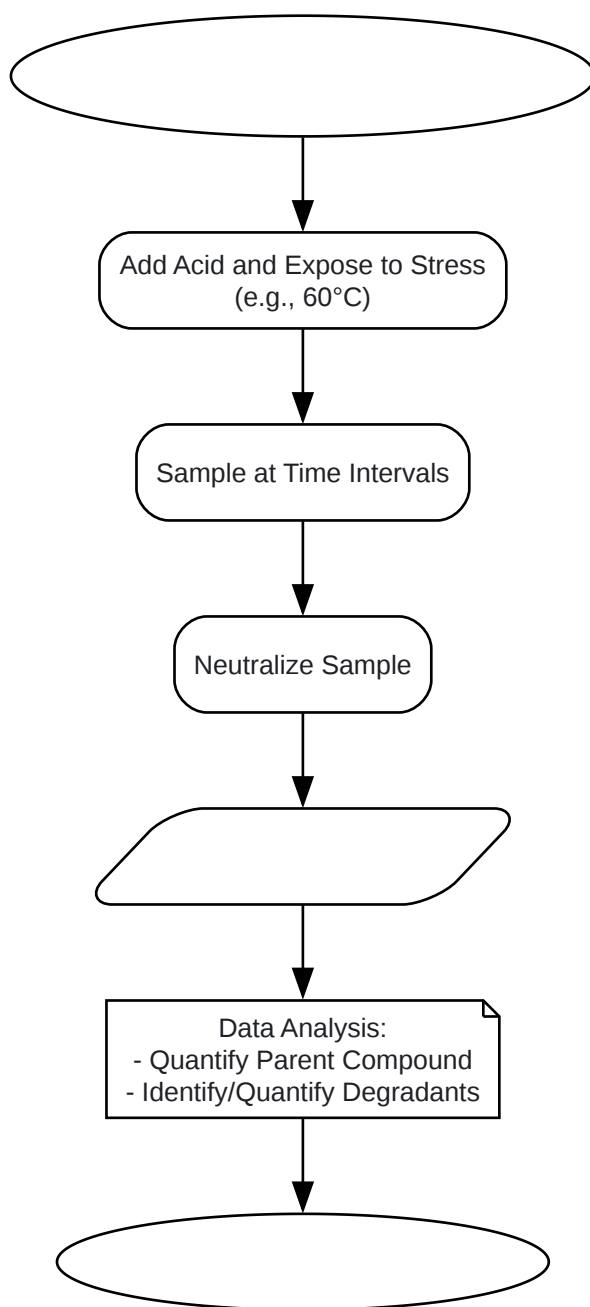 Add Acid and Expose to Stress
(e.g., 60°C)
Sample at Time Intervals
Neutralize Sample
Data Analysis:
- Quantify Parent Compound
- Identify/Quantify Degradants